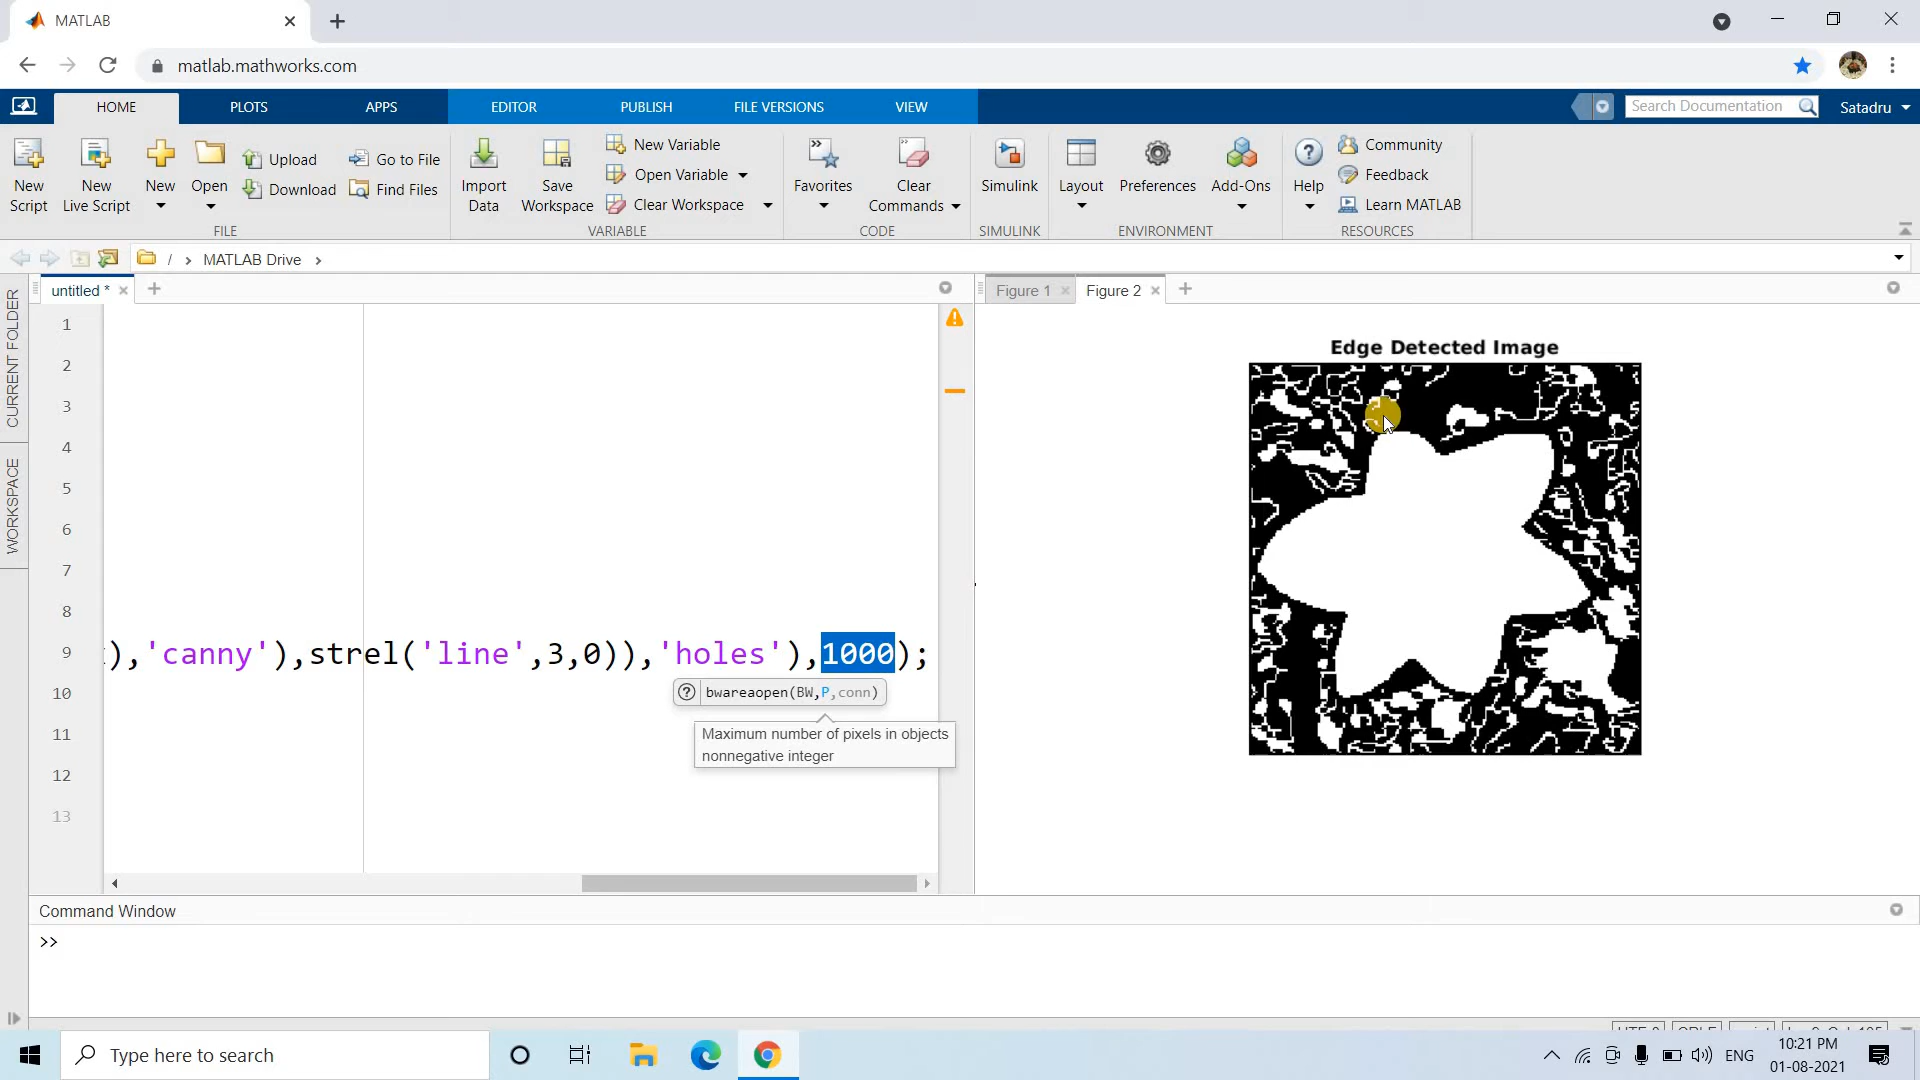 MATLAB
matlab.mathworks.com
HOME PLOTS APPS EDITOR PUBLISH FILE VERSIONS VIEW
Search Documentation
Satadru
New Script
New Live Script
New
Open
Upload
Download
Go to File
Find Files
FILE
Import Data
Save Workspace
New Variable
Open Variable
Clear Workspace
VARIABLE
Favorites
Clear Commands
CODE
Simulink
SIMULINK
Layout
Preferences
Add-Ons
ENVIRONMENT
Help
Community
Feedback
Learn MATLAB
RESOURCES
/ › MATLAB Drive ›
CURRENT FOLDER
WORKSPACE
untitled *
Figure 1
Figure 2
1
2
3
4
5
6
7
8
9
),'canny'),strel('line',3,0)),'holes'),1000);
10
11
12
13
bwareaopen(BW,P,conn)
Maximum number of pixels in objects
nonnegative integer
Edge Detected Image
Command Window
>>
Type here to search
ENG
10:21 PM
01-08-2021